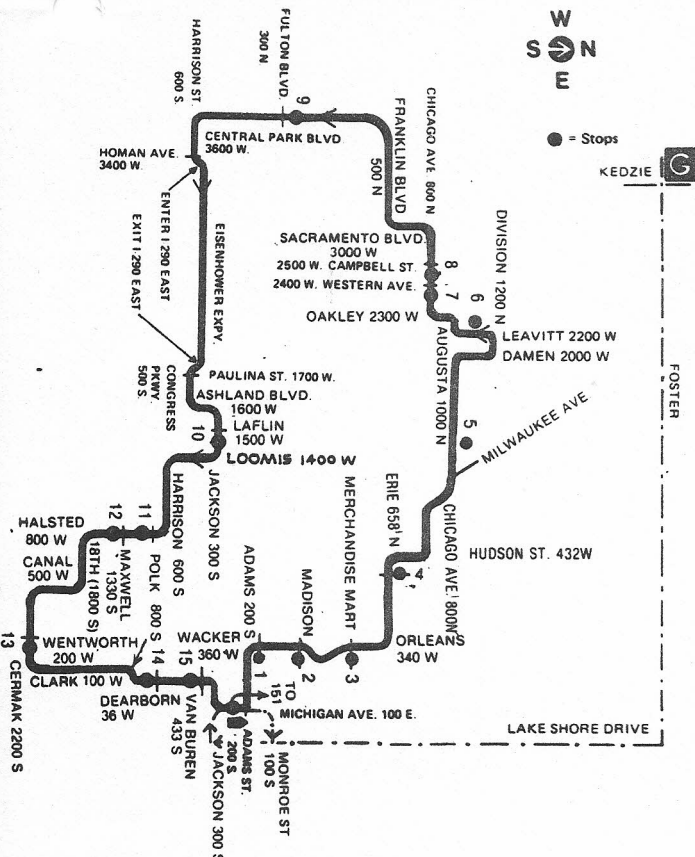 W
S N
E
= Stops
G
KEDZIE
FOSTER
LAKE SHORE DRIVE
FULTON BLVD.
300 N
HARRISON ST.
600 S.
9
CENTRAL PARK BLVD
3600 W.
HOMAN AVE.
3400 W.
ENTER I 290 EAST
EXIT I-290 EAST
EISENHOWER EXPY.
FRANKLIN BLVD
500 N
CHICAGO AVE 800 N
SACRAMENTO BLVD.
3000 W
2500 W. CAMPBELL ST.
8
2400 W. WESTERN AVE.
7
OAKLEY 2300 W
DIVISION 1200 N
6
LEAVITT 2200 W
DAMEN 2000 W
AUGUSTA 1000 N
5
MILWAUKEE AVE
PAULINA ST. 1700 W.
CONGRESS
PKWY.
500 S.
ASHLAND BLVD.
1600 W
LAFLIN
1500 W
10
LOOMIS 1400 W
JACKSON 300 S
HARRISON 600 S
HALSTED
800 W
12
11
MAXWELL
1330 S
POLK 800 S
18TH (1800 S)
CANAL
500 W
13
WENTWORTH
200 W
CERMAK 2200 S
CLARK 100 W
14
DEARBORN
36 W
15
VAN BUREN
433 S
WACKER
360 W
ADAMS 200 S
1
MADISON
2
MERCHANDISE MART
3
ERIE 658 N
4
CHICAGO AVE. 800N
HUDSON ST. 432W
ORLEANS
340 W
TO
151
MICHIGAN AVE. 100 E.
ADAMS ST.
200 S.
MONROE ST
100 S
JACKSON 300 S